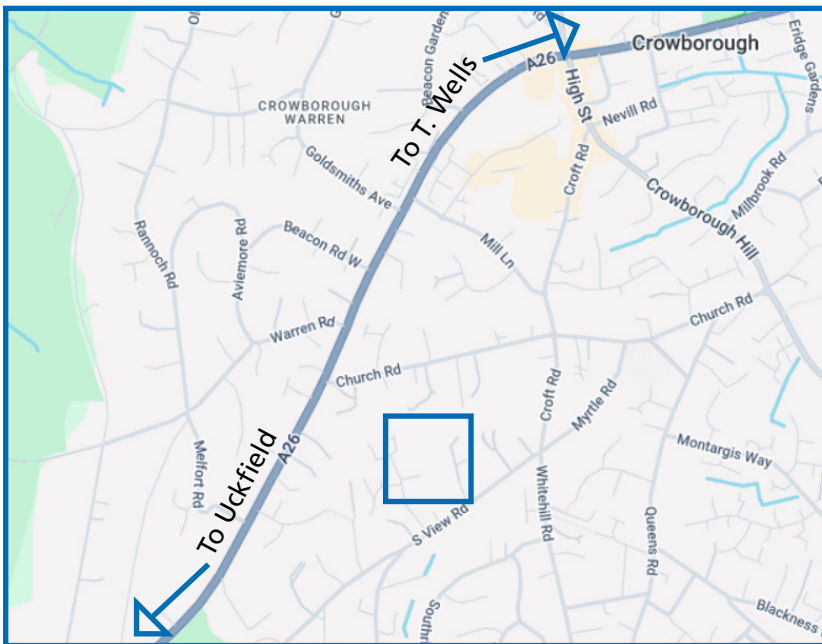 Crowborough
A26
High St
Nevill Rd
Eridge Gardens
Beacon Garden
To T. Wells
CROWBOROUGH
WARREN
Goldsmiths Ave
Croft Rd
Millbrook Rd
Crowborough Hill
Rannoch Rd
Aviemore Rd
Beacon Rd W
Mill Ln
Warren Rd
Church Rd
Church Rd
Croft Rd
Myrtle Rd
Melfort Rd
A26
To Uckfield
S View Rd
Whitehill Rd
Montargis Way
Queens Rd
Blackness